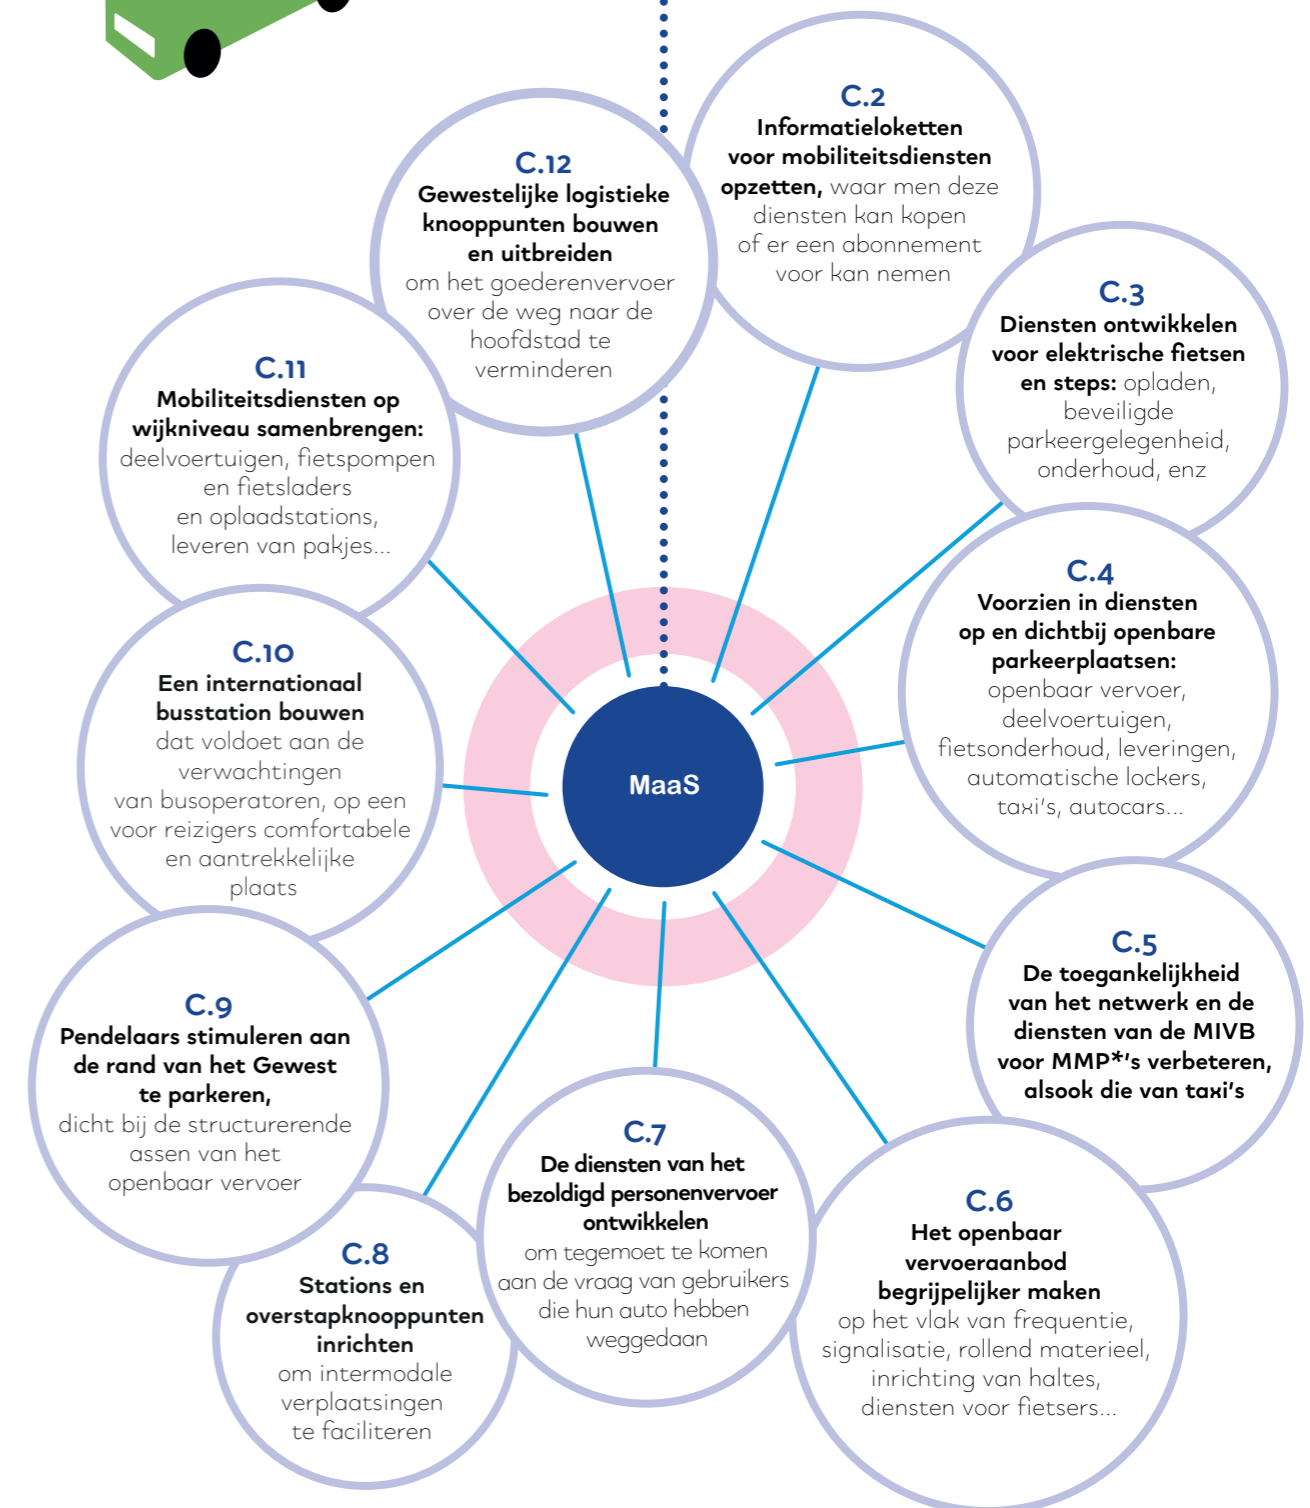 C.2
Informatieloketten
voor mobiliteitsdiensten
opzetten, waar men deze
diensten kan kopen
of er een abonnement
voor kan nemen
C.3
Diensten ontwikkelen
voor elektrische fietsen
en steps: opladen,
beveiligde
parkeergelegenheid,
onderhoud, enz
C.4
Voorzien in diensten
op en dichtbij openbare
parkeerplaatsen:
openbaar vervoer,
deelvoertuigen,
fietsonderhoud, leveringen,
automatische lockers,
taxi's, autocars...
C.5
De toegankelijkheid
van het netwerk en de
diensten van de MIVB
voor MMP*'s verbeteren,
alsook die van taxi's
C.6
Het openbaar
vervoeraanbod
begrijpelijker maken
op het vlak van frequentie,
signalisatie, rollend materieel,
inrichting van haltes,
diensten voor fietsers...
C.7
De diensten van het
bezoldigd personenvervoer
ontwikkelen
om tegemoet te komen
aan de vraag van gebruikers
die hun auto hebben
weggedaan
C.8
Stations en
overstapknooppunten
inrichten
om intermodale
verplaatsingen
te faciliteren
C.9
Pendelaars stimuleren aan
de rand van het Gewest
te parkeren,
dicht bij de structurerende
assen van het
openbaar vervoer
C.10
Een internationaal
busstation bouwen
dat voldoet aan de
verwachtingen
van busoperatoren, op een
voor reizigers comfortabele
en aantrekkelijke
plaats
C.11
Mobiliteitsdiensten op
wijkniveau samenbrengen:
deelvoertuigen, fietspompen
en fietsladers
en oplaadstations,
leveren van pakjes...
C.12
Gewestelijke logistieke
knooppunten bouwen
en uitbreiden
om het goederenvervoer
over de weg naar de
hoofdstad te
verminderen
MaaS